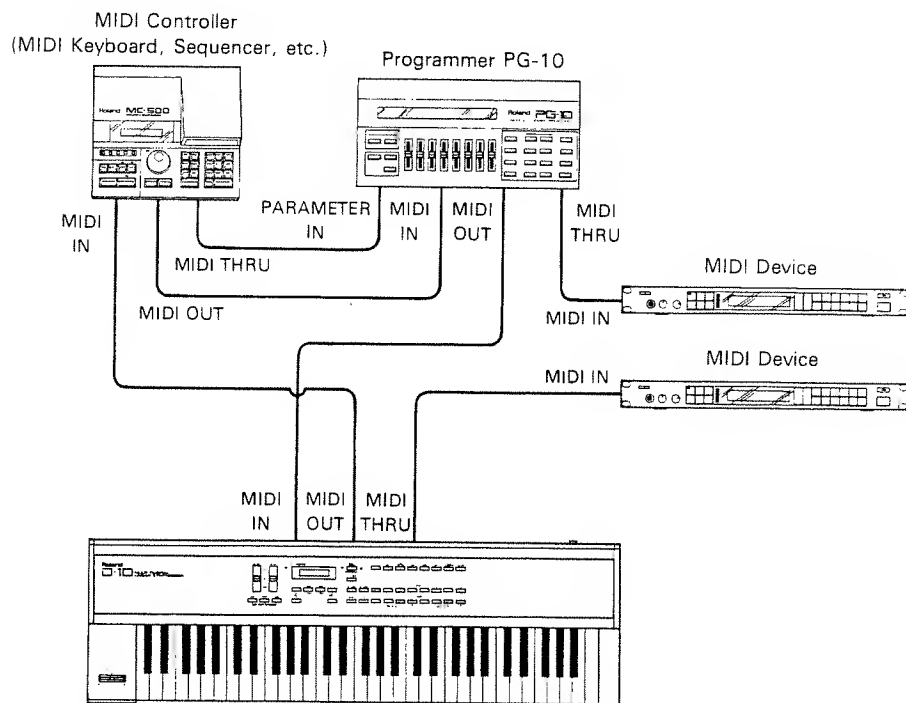 MIDI Controller
(MIDI Keyboard, Sequencer, etc.)
Programmer PG-10
Roland MC-500
Roland PG-10
MIDI
IN
PARAMETER
IN
MIDI
IN
MIDI
OUT
MIDI
THRU
MIDI THRU
MIDI OUT
MIDI Device
MIDI IN
MIDI Device
MIDI IN
MIDI
IN
MIDI
OUT
MIDI
THRU
Roland
D-10